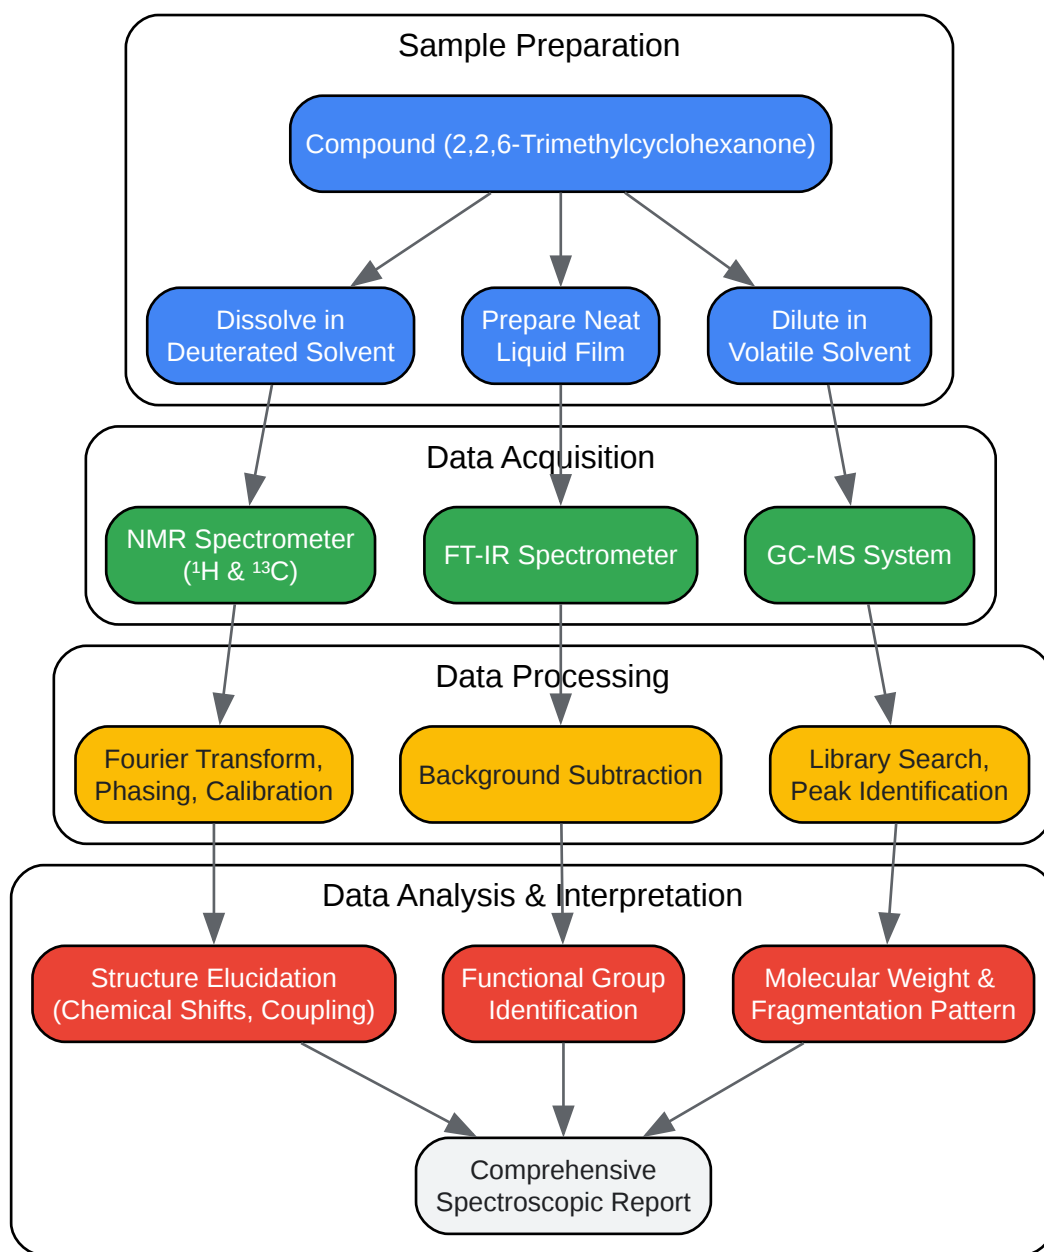 Sample Preparation
Compound (2,2,6-Trimethylcyclohexanone)
Dissolve in
Deuterated Solvent
Prepare Neat
Liquid Film
Dilute in
Volatile Solvent
Data Acquisition
NMR Spectrometer
(¹H & ¹³C)
FT-IR Spectrometer
GC-MS System
Data Processing
Fourier Transform,
Phasing, Calibration
Background Subtraction
Library Search,
Peak Identification
Data Analysis & Interpretation
Structure Elucidation
(Chemical Shifts, Coupling)
Functional Group
Identification
Molecular Weight &
Fragmentation Pattern
Comprehensive
Spectroscopic Report